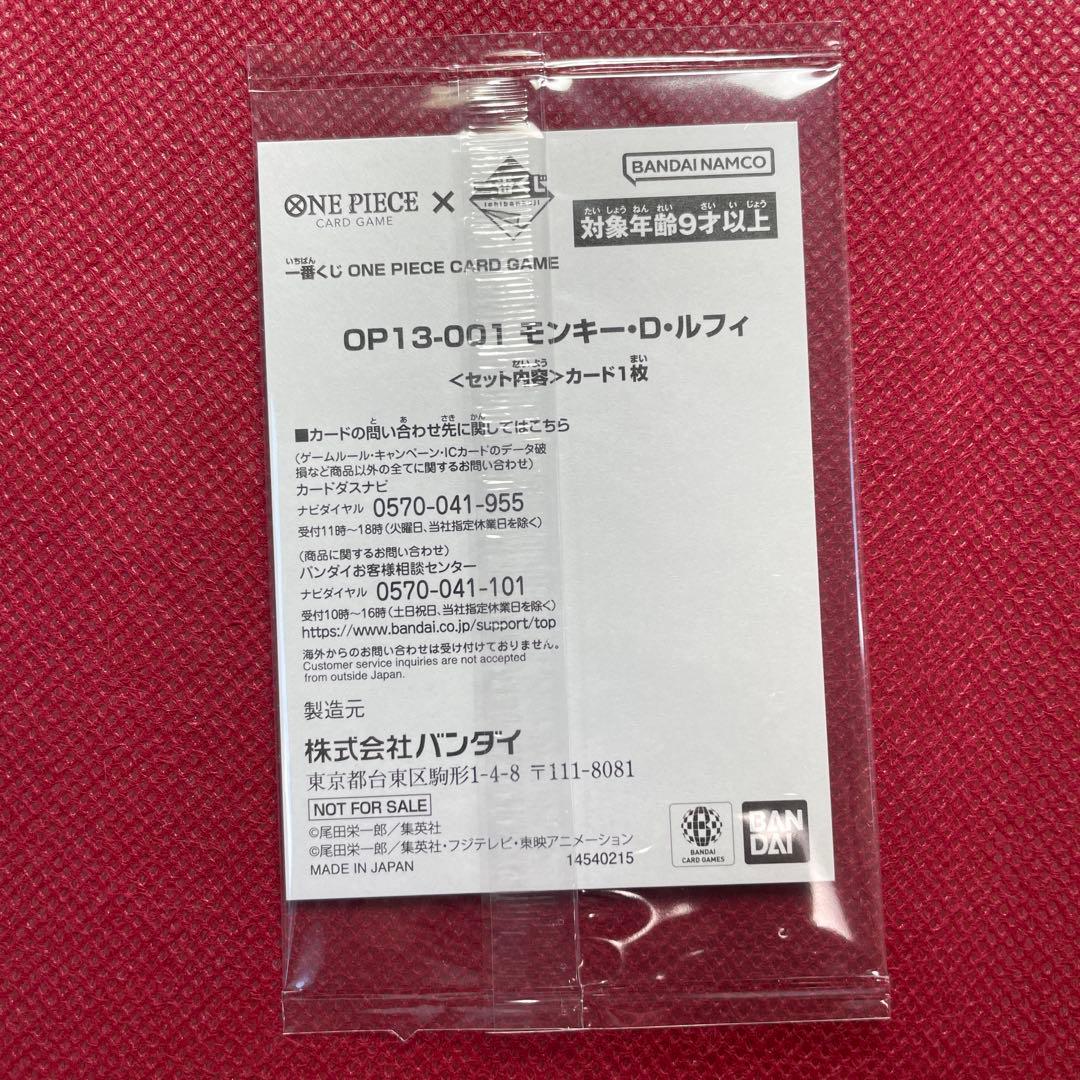 ONE PIECE
CARD GAME
×
一番くじ
ichibankuji
BANDAI NAMCO
たいしょうねんれい さいいじょう
対象年齢9才以上
いちばん
一番くじ ONE PIECE CARD GAME
OP13-001 モンキー・D・ルフィ
ないよう まい
<セット内容>カード1枚
と あ さき かん
■カードの問い合わせ先に関してはこちら
(ゲームルール・キャンペーン・ICカードのデータ破
損など商品以外の全てに関するお問い合わせ)
カードダスナビ
ナビダイヤル 0570-041-955
受付11時～18時(火曜日、当社指定休業日を除く)
(商品に関するお問い合わせ)
バンダイお客様相談センター
ナビダイヤル 0570-041-101
受付10時～16時(土日祝日、当社指定休業日を除く)
https://www.bandai.co.jp/support/top
海外からのお問い合わせは受け付けておりません。
Customer service inquiries are not accepted
from outside Japan.
製造元
株式会社バンダイ
東京都台東区駒形1-4-8 〒111-8081
NOT FOR SALE
©尾田栄一郎／集英社
©尾田栄一郎／集英社・フジテレビ・東映アニメーション
MADE IN JAPAN
14540215
BANDAI
CARD GAMES
BAN
DAI